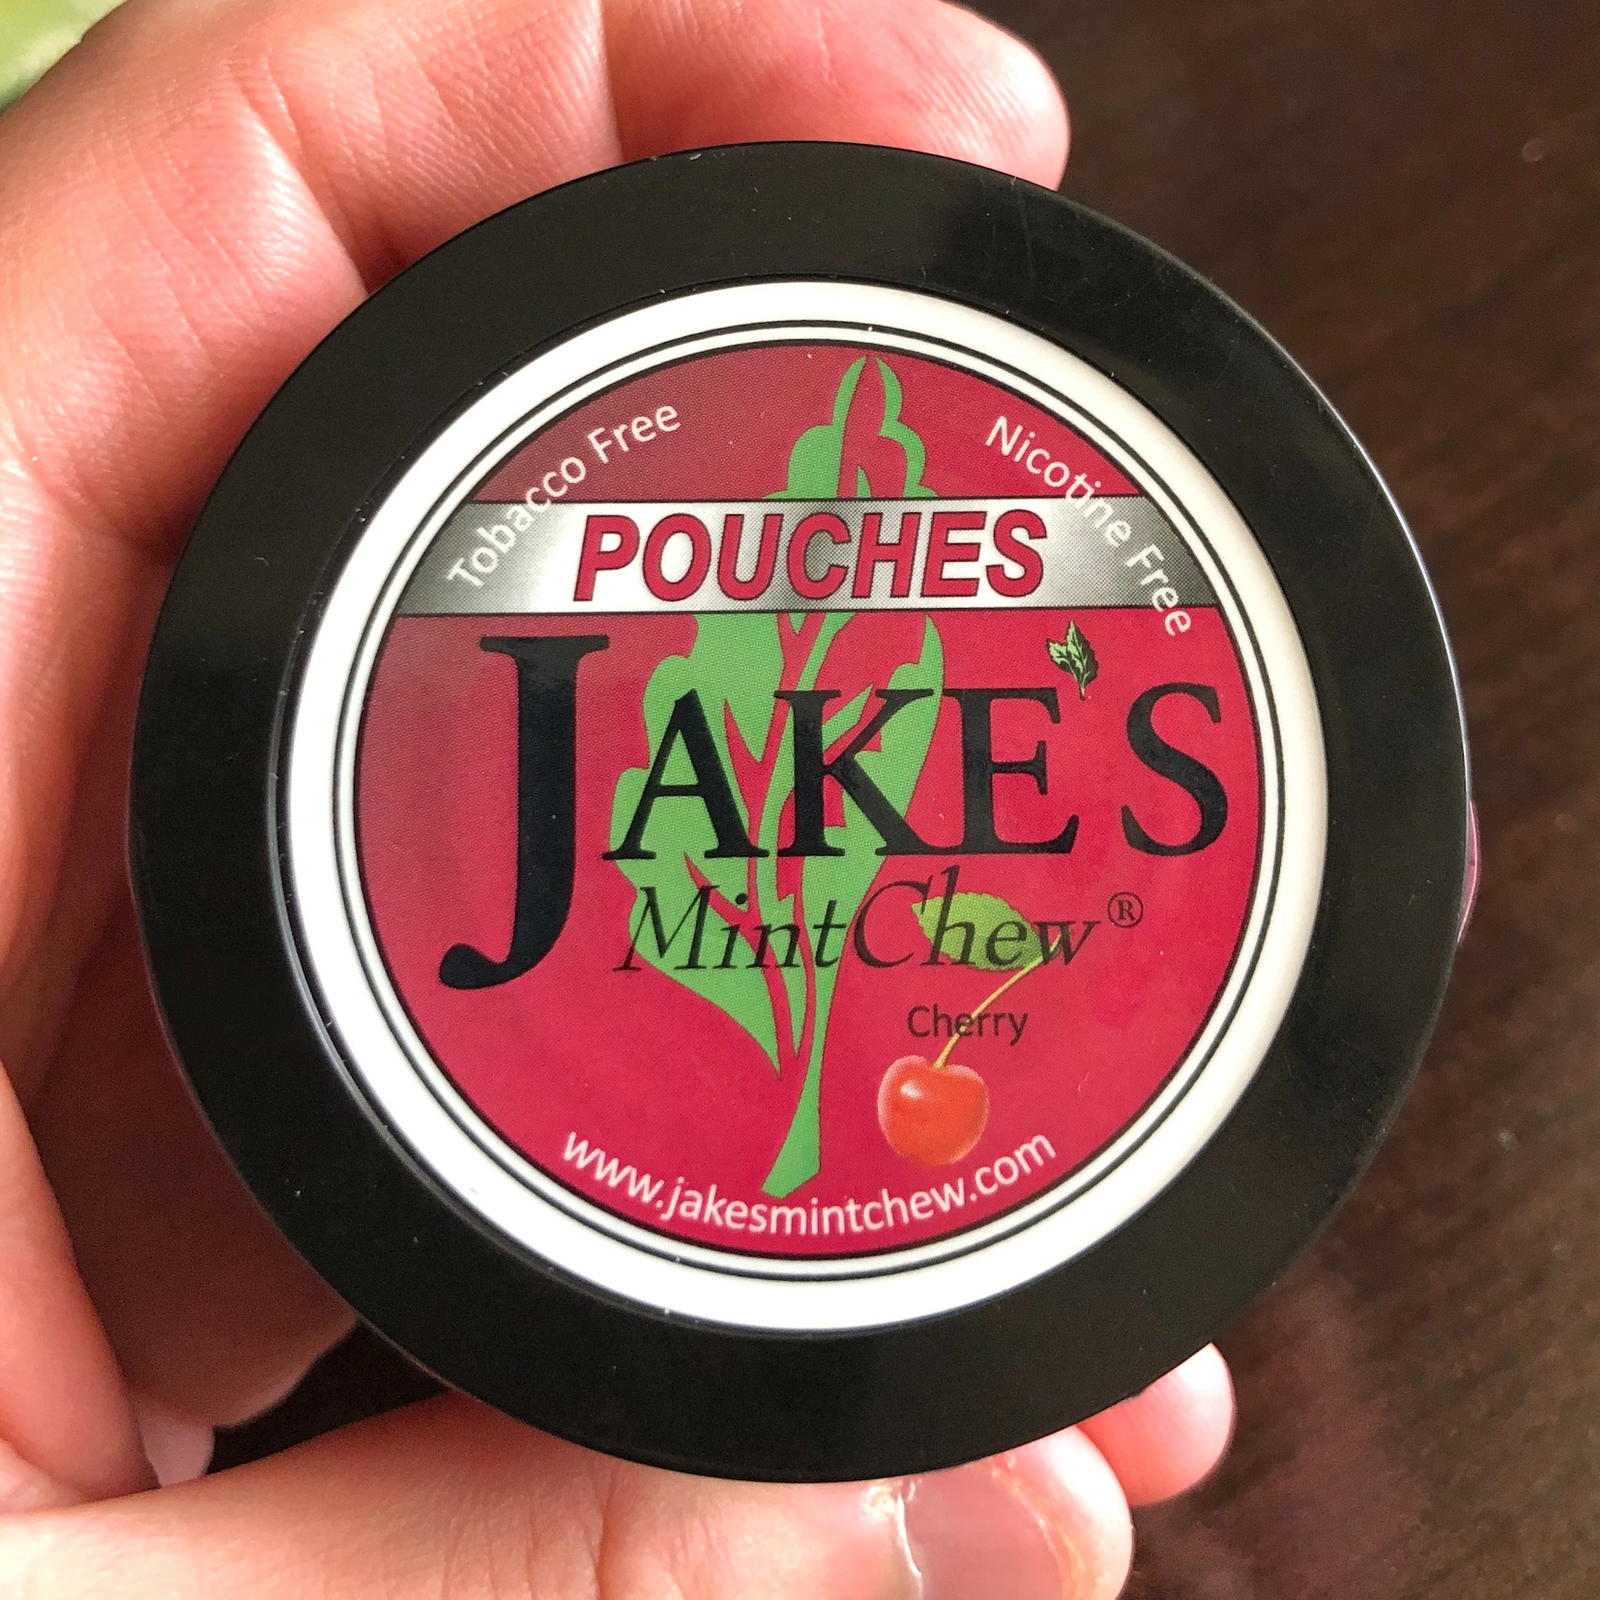 Tobacco Free
Nicotine Free
POUCHES
JAKE'S
MintChew®
Cherry
www.jakesmintchew.com